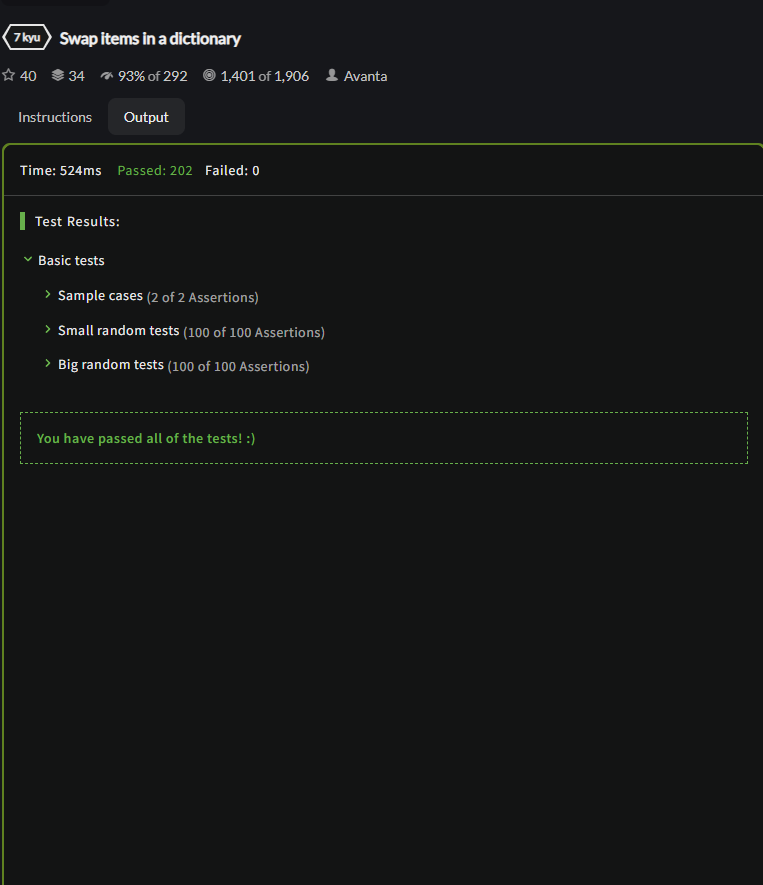 7 kyu Swap items in a dictionary
40 34 93% of 292 1,401 of 1,906 Avanta
Instructions Output
Time: 524ms Passed: 202 Failed: 0
Test Results:
Basic tests
Sample cases (2 of 2 Assertions)
Small random tests (100 of 100 Assertions)
Big random tests (100 of 100 Assertions)
You have passed all of the tests! :)